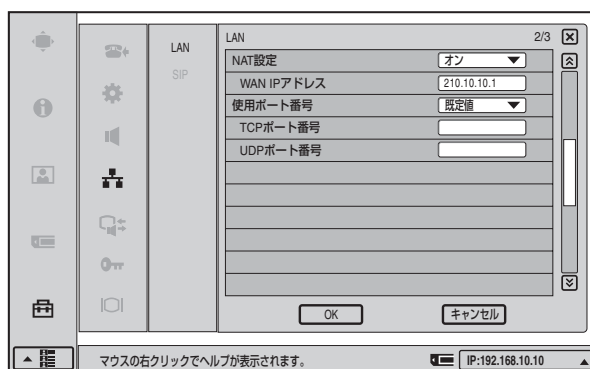 LAN
SIP
LAN 2/3
NAT設定 オン
WAN IPアドレス 210.10.10.1
使用ポート番号 既定値
TCPポート番号
UDPポート番号
OK キャンセル
マウスの右クリックでヘルプが表示されます。 IP:192.168.10.10